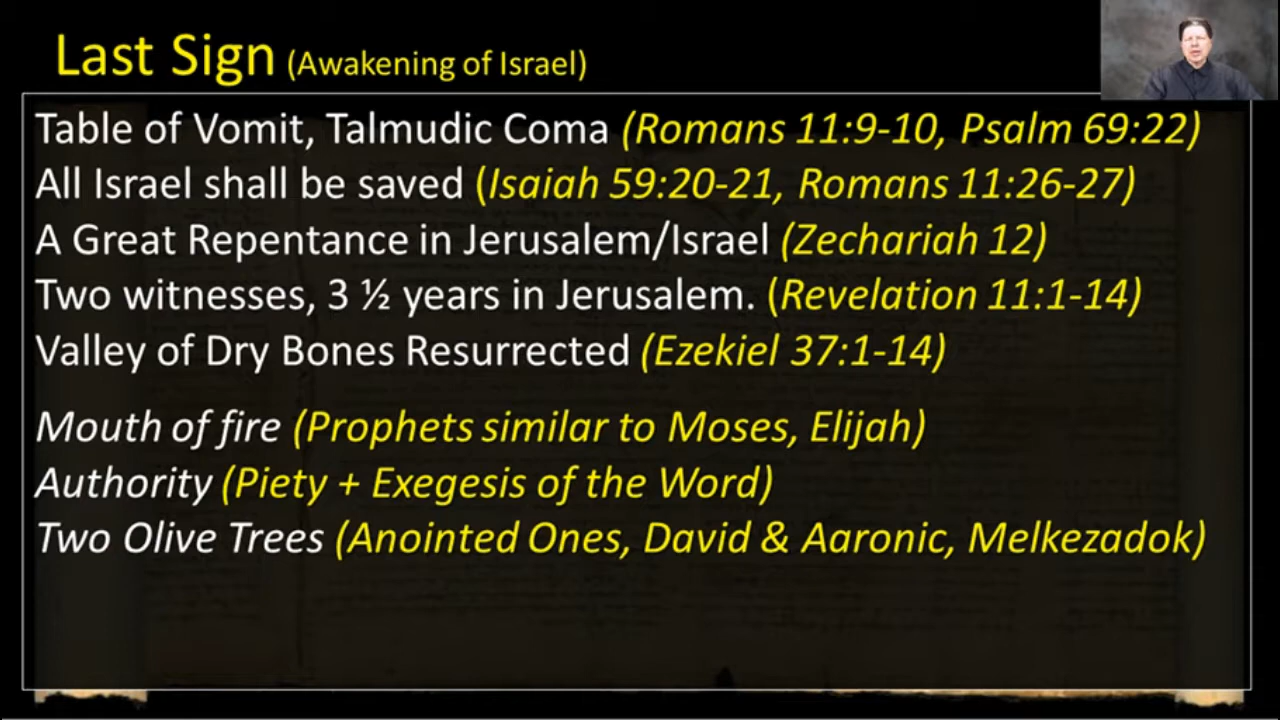 Last Sign (Awakening of Israel)
Table of Vomit, Talmudic Coma (Romans 11:9-10, Psalm 69:22)
All Israel shall be saved (Isaiah 59:20-21, Romans 11:26-27)
A Great Repentance in Jerusalem/Israel (Zechariah 12)
Two witnesses, 3 ½ years in Jerusalem. (Revelation 11:1-14)
Valley of Dry Bones Resurrected (Ezekiel 37:1-14)
Mouth of fire (Prophets similar to Moses, Elijah)
Authority (Piety + Exegesis of the Word)
Two Olive Trees (Anointed Ones, David & Aaronic, Melkezadok)